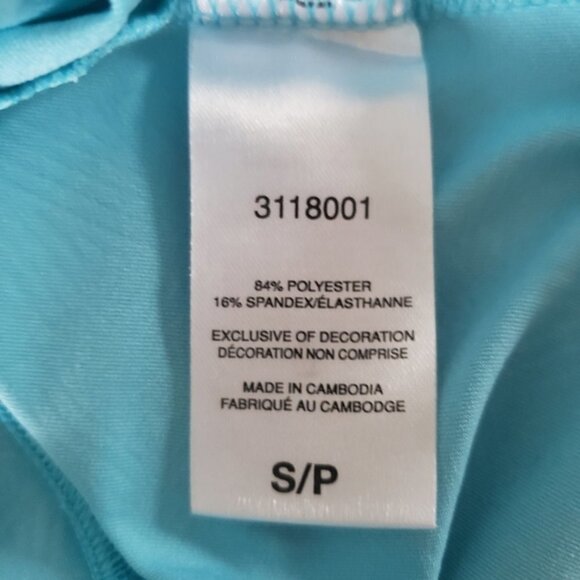 3118001
84% POLYESTER
16% SPANDEX/ÉLASTHANNE
EXCLUSIVE OF DECORATION
DÉCORATION NON COMPRISE
MADE IN CAMBODIA
FABRIQUÉ AU CAMBODGE
S/P